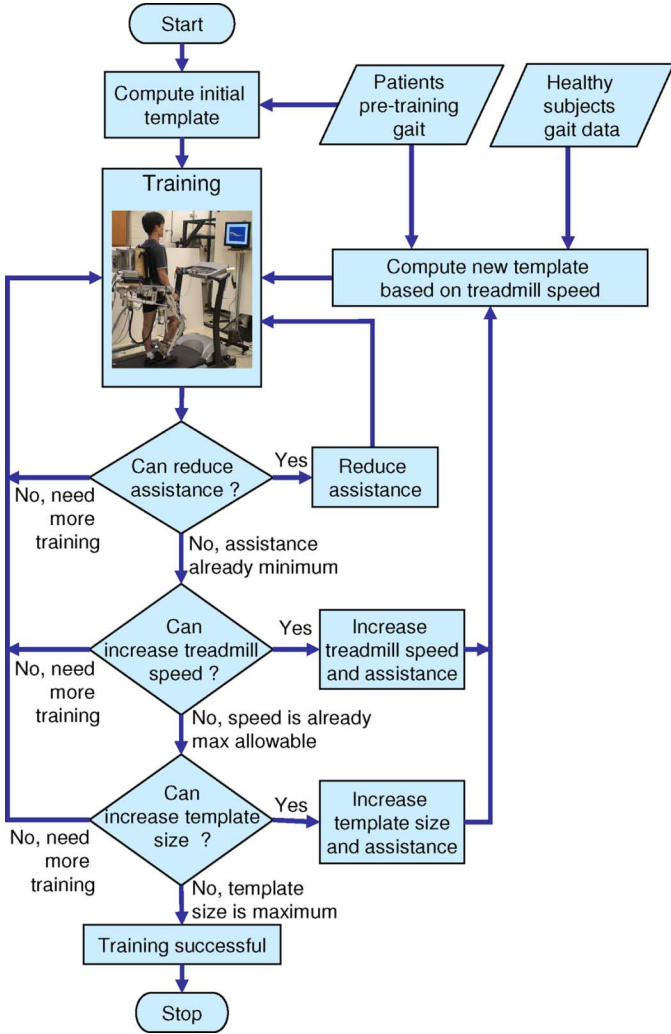 Start
Compute initial
template
Patients
pre-training
gait
Healthy
subjects
gait data
Training
Compute new template
based on treadmill speed
Can reduce
assistance ?
Yes
Reduce
assistance
No, need
more
training
No, assistance
already minimum
Can
increase treadmill
speed ?
Yes
Increase
treadmill speed
and assistance
No, need
more
training
No, speed is already
max allowable
Can
increase template
size ?
Yes
Increase
template size
and assistance
No, need
more
training
No, template
size is maximum
Training successful
Stop